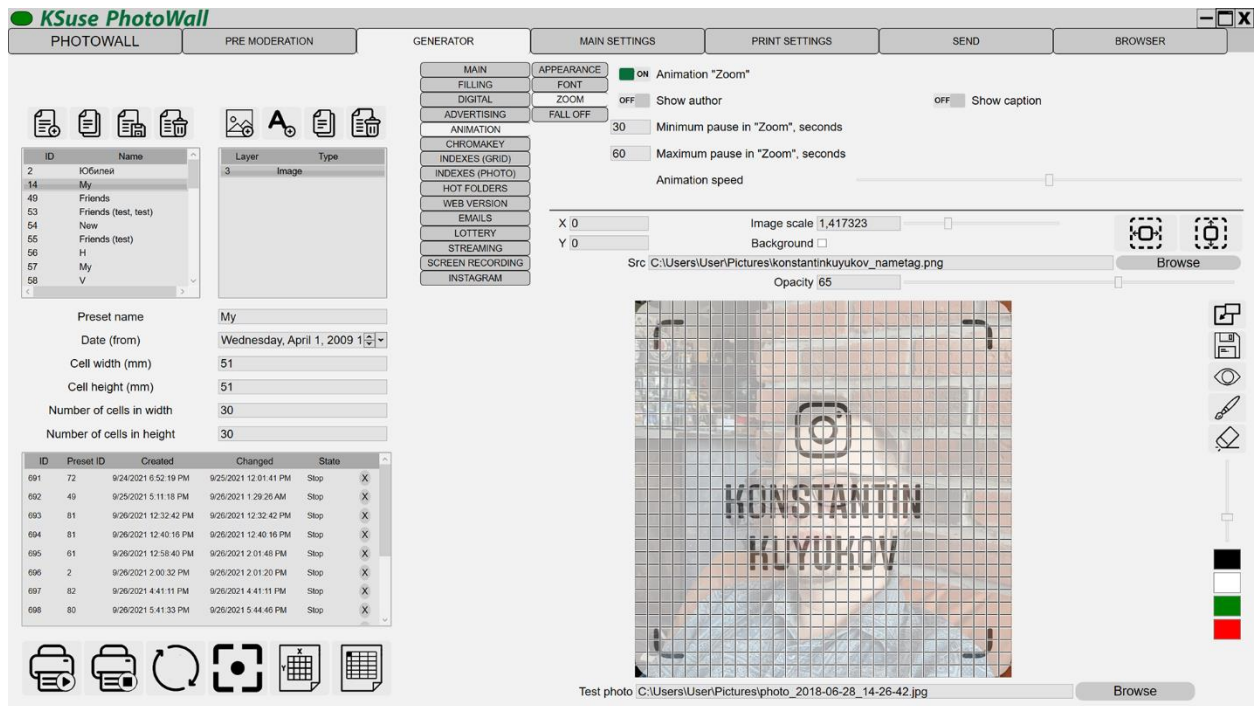 KSuse PhotoWall
PHOTOWALL PRE MODERATION GENERATOR MAIN SETTINGS PRINT SETTINGS SEND BROWSER
ID Name
2 Юбилей
14 My
49 Friends
53 Friends (test, test)
54 New
55 Friends (test)
56 H
57 My
58 V
Layer Type
3 Image
Preset name My
Date (from) Wednesday, April 1, 2009 1
Cell width (mm) 51
Cell height (mm) 51
Number of cells in width 30
Number of cells in height 30
ID Preset ID Created Changed State
691 72 9/24/2021 6:52:19 PM 9/25/2021 12:01:41 PM Stop X
692 49 9/25/2021 5:11:18 PM 9/26/2021 1:29:26 AM Stop X
693 81 9/26/2021 12:32:42 PM 9/26/2021 12:32:42 PM Stop X
694 81 9/26/2021 12:40:16 PM 9/26/2021 12:40:16 PM Stop X
695 61 9/26/2021 12:58:40 PM 9/26/2021 2:01:48 PM Stop X
696 2 9/26/2021 2:00:32 PM 9/26/2021 2:01:20 PM Stop X
697 82 9/26/2021 4:41:11 PM 9/26/2021 4:41:11 PM Stop X
698 80 9/26/2021 5:41:33 PM 9/26/2021 5:44:46 PM Stop X
X
Y
MAIN
FILLING
DIGITAL
ADVERTISING
ANIMATION
CHROMAKEY
INDEXES (GRID)
INDEXES (PHOTO)
HOT FOLDERS
WEB VERSION
EMAILS
LOTTERY
STREAMING
SCREEN RECORDING
INSTAGRAM
APPEARANCE
FONT
ZOOM
FALL OFF
ON Animation "Zoom"
OFF Show author OFF Show caption
30 Minimum pause in "Zoom", seconds
60 Maximum pause in "Zoom", seconds
Animation speed
X 0 Image scale 1,417323
Y 0 Background
Src C:\Users\User\Pictures\konstantinkuyukov_nametag.png Browse
Opacity 65
KONSTANTIN
KUYUKOV
Test photo C:\Users\User\Pictures\photo_2018-06-28_14-26-42.jpg Browse